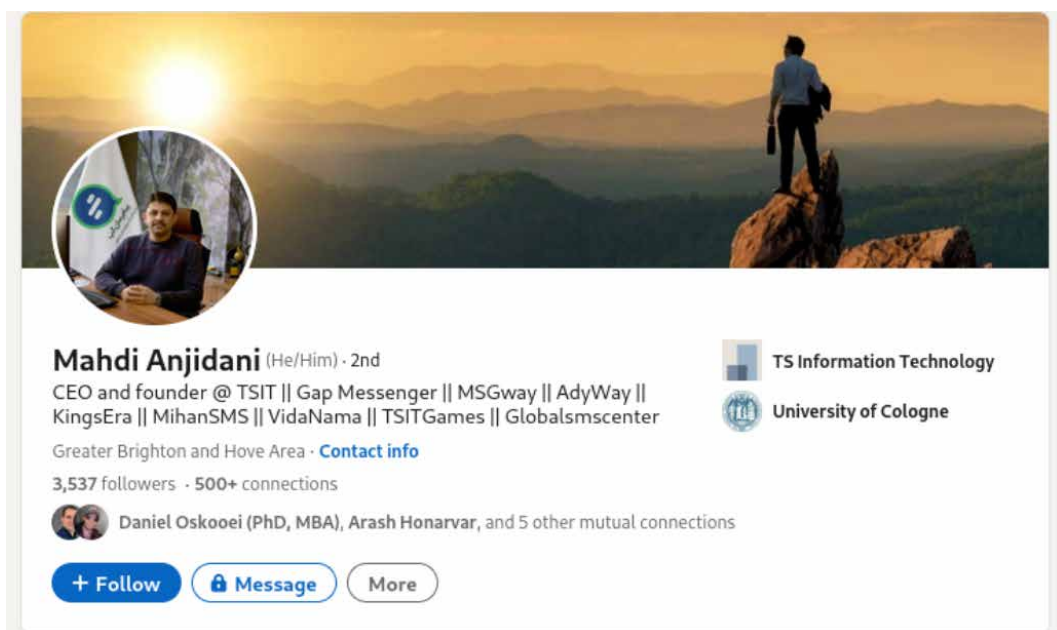 Mahdi Anjidani (He/Him) · 2nd
CEO and founder @ TSIT || Gap Messenger || MSGway || AdyWay ||
KingsEra || MihanSMS || VidaNama || TSITGames || Globalsmscenter
Greater Brighton and Hove Area · Contact info
3,537 followers · 500+ connections
Daniel Oskooei (PhD, MBA), Arash Honarvar, and 5 other mutual connections
+ Follow
Message
More
TS Information Technology
University of Cologne